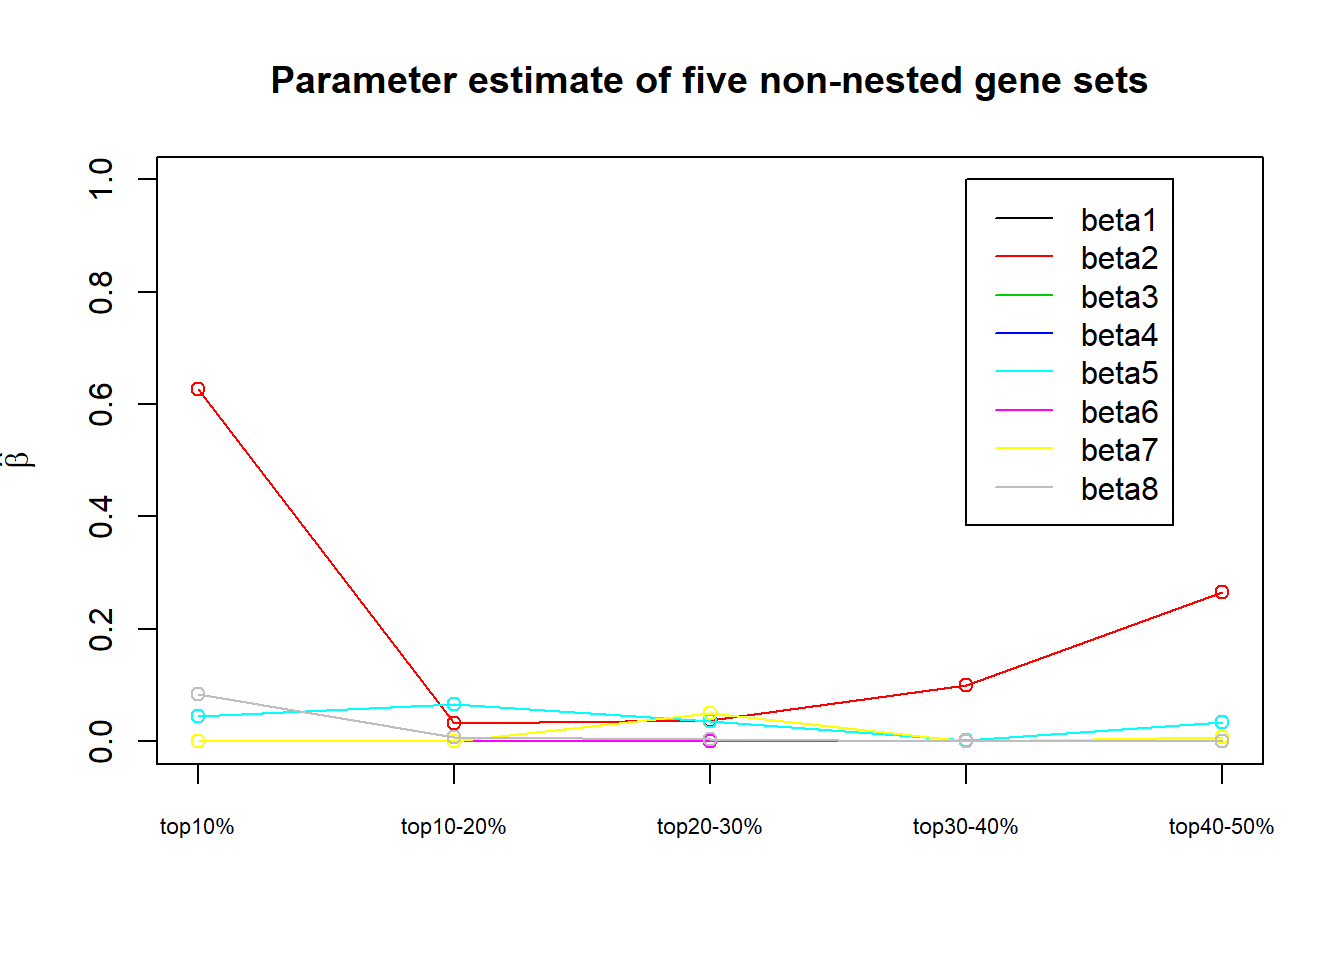 Parameter estimate of five non-nested gene sets
1.0
0.8
0.6
0.4
0.2
0.0
β̂
beta1
beta2
beta3
beta4
beta5
beta6
beta7
beta8
top10% top10-20% top20-30% top30-40% top40-50%